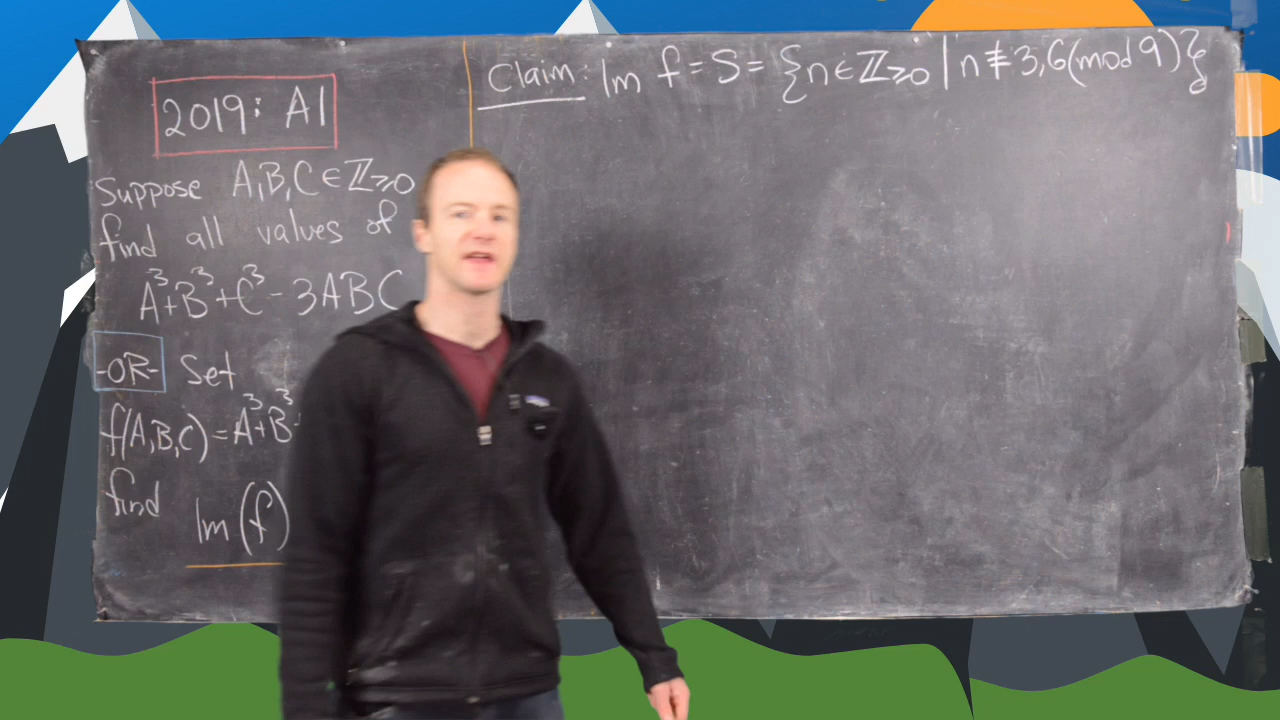 2019: A1
Suppose A,B,C ∈ ℤ≥0
find all values of
A³+B³+C³-3ABC
-OR- Set
f(A,B,C)=A³+B³
find
Im(f)
Claim: Im f = S = {n∈ℤ≥0 | n≢3,6(mod 9)}